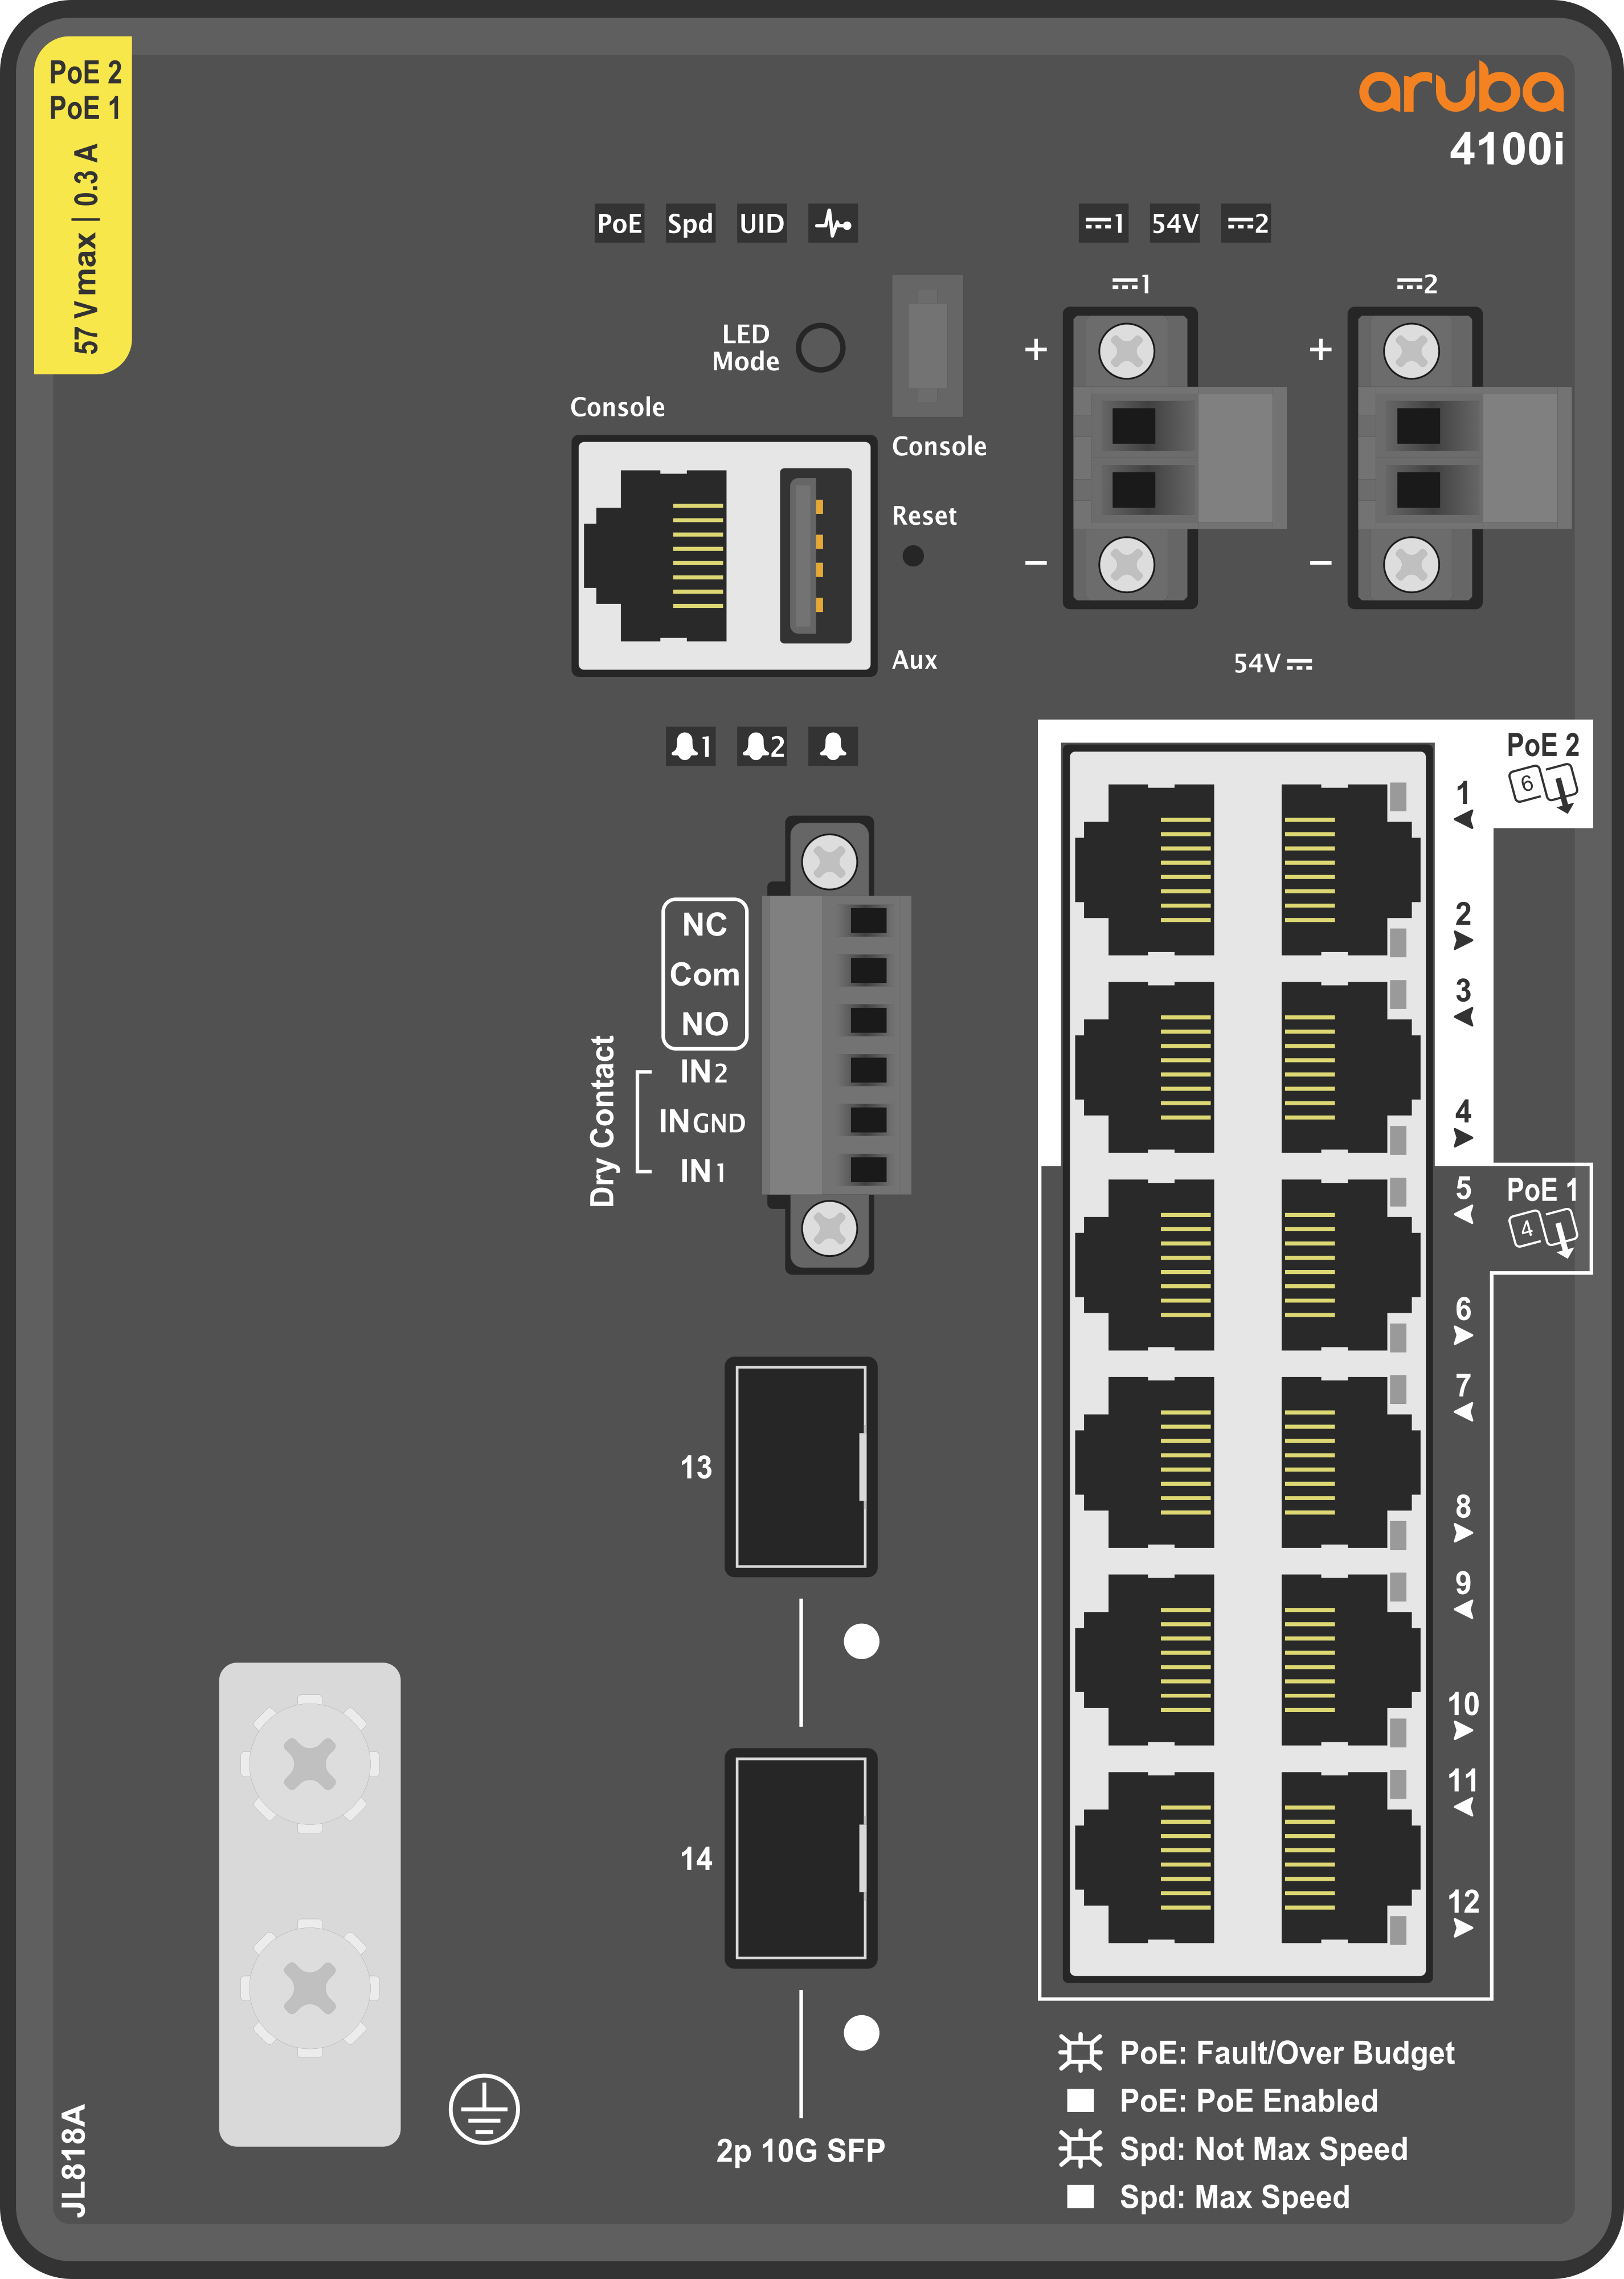 PoE 2
PoE 1
57 V max | 0.3 A
aruba
4100i
PoE
Spd
UID
1
54V
2
1
2
LED
Mode
+
+
Console
Console
Reset
−
−
Aux
54V
1
2
PoE 2
6
1
2
3
4
NC
Com
NO
IN2
INGND
IN1
Dry Contact
5
PoE 1
4
6
7
13
8
9
10
11
14
12
PoE: Fault/Over Budget
PoE: PoE Enabled
Spd: Not Max Speed
Spd: Max Speed
2p 10G SFP
JL818A